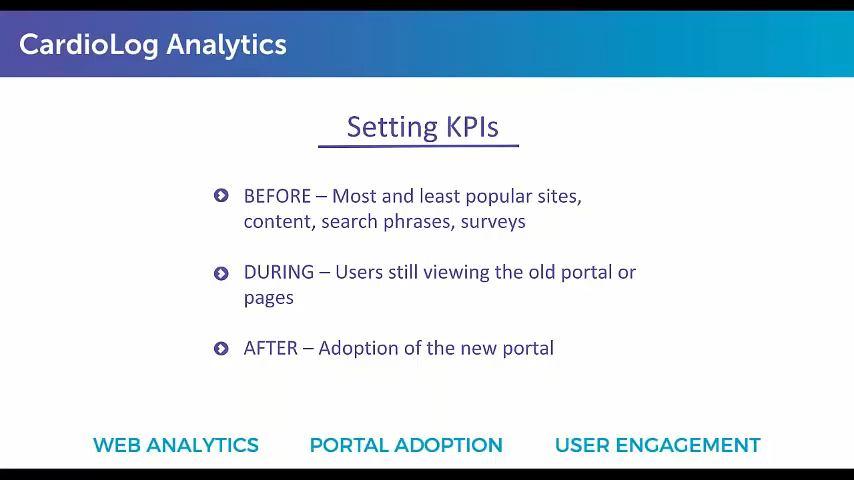 CardioLog Analytics
Setting KPIs
BEFORE – Most and least popular sites,
content, search phrases, surveys
DURING – Users still viewing the old portal or
pages
AFTER – Adoption of the new portal
WEB ANALYTICS PORTAL ADOPTION USER ENGAGEMENT